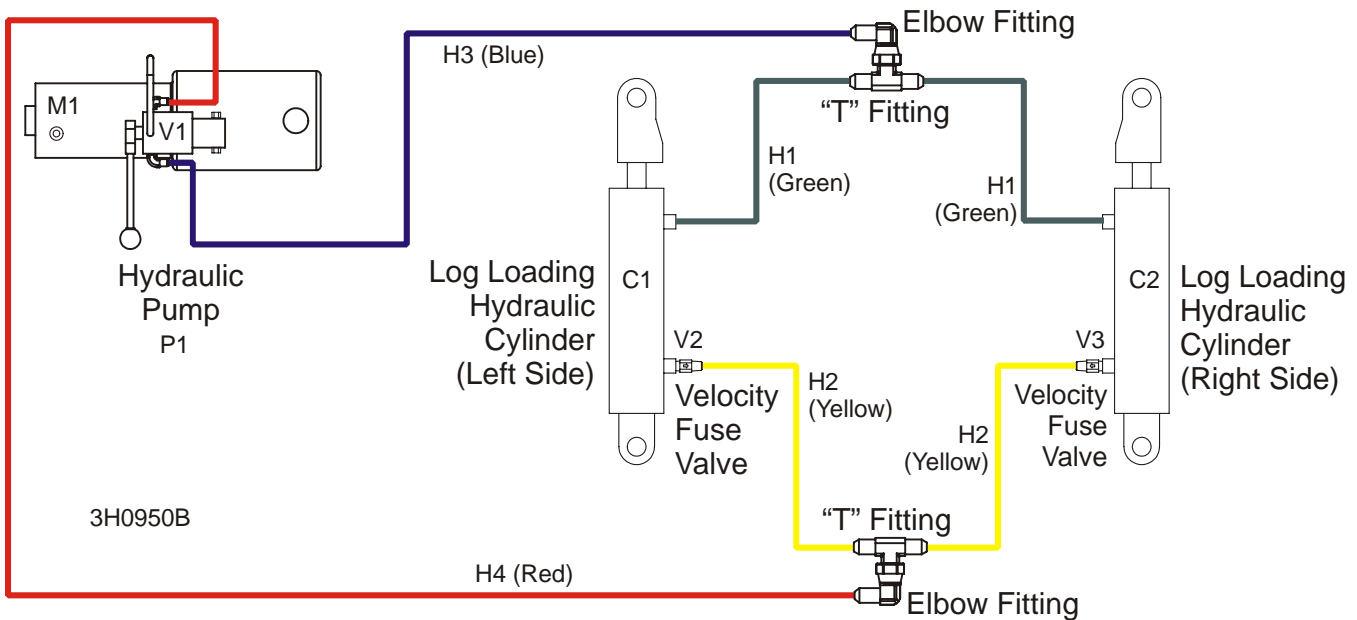 Elbow Fitting
H3 (Blue)
M1
V1
“T” Fitting
H1
(Green)
H1
(Green)
Hydraulic
Pump
P1
Log Loading
Hydraulic
Cylinder
(Left Side)
C1
C2
Log Loading
Hydraulic
Cylinder
(Right Side)
V2
V3
Velocity
Fuse
Valve
H2
(Yellow)
Velocity
Fuse
Valve
H2
(Yellow)
3H0950B
“T” Fitting
H4 (Red)
Elbow Fitting